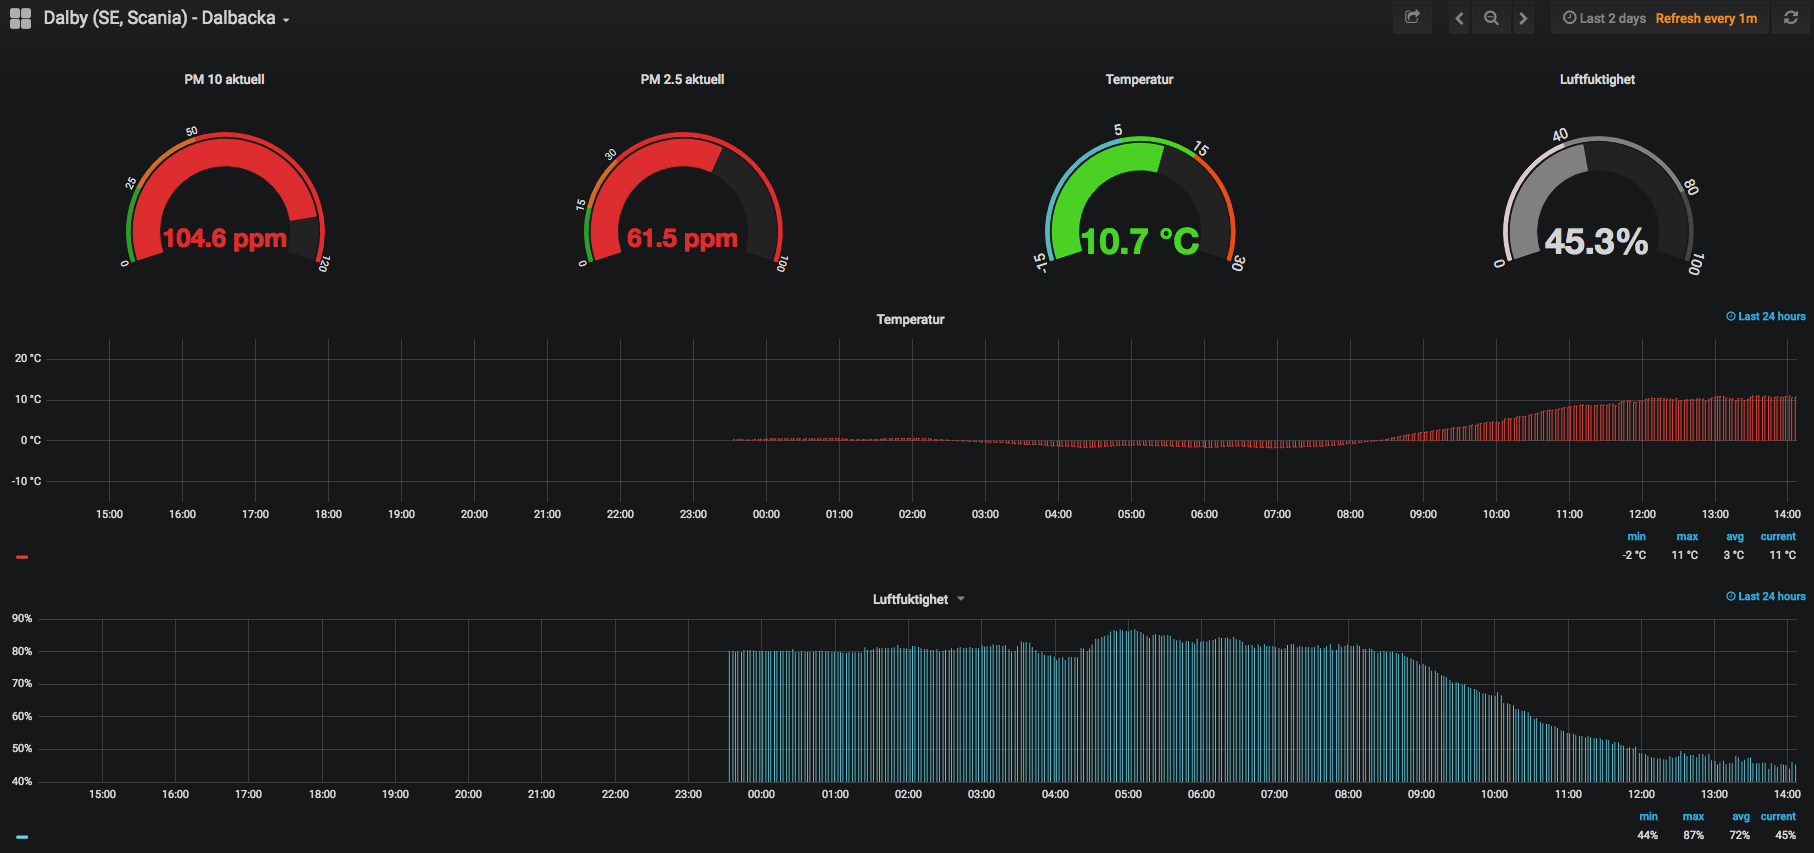 Dalby (SE, Scania) - Dalbacka
Last 2 days Refresh every 1m
PM 10 aktuell
0 25 50 120
104.6 ppm
PM 2.5 aktuell
0 15 30 100
61.5 ppm
Temperatur
-15 5 15 30
10.7 °C
Luftfuktighet
0 40 80 100
45.3%
Temperatur
Last 24 hours
20 °C
10 °C
0 °C
-10 °C
15:00 16:00 17:00 18:00 19:00 20:00 21:00 22:00 23:00 00:00 01:00 02:00 03:00 04:00 05:00 06:00 07:00 08:00 09:00 10:00 11:00 12:00 13:00 14:00
min max avg current
-2 °C 11 °C 3 °C 11 °C
Luftfuktighet
Last 24 hours
90%
80%
70%
60%
50%
40%
15:00 16:00 17:00 18:00 19:00 20:00 21:00 22:00 23:00 00:00 01:00 02:00 03:00 04:00 05:00 06:00 07:00 08:00 09:00 10:00 11:00 12:00 13:00 14:00
min max avg current
44% 87% 72% 45%